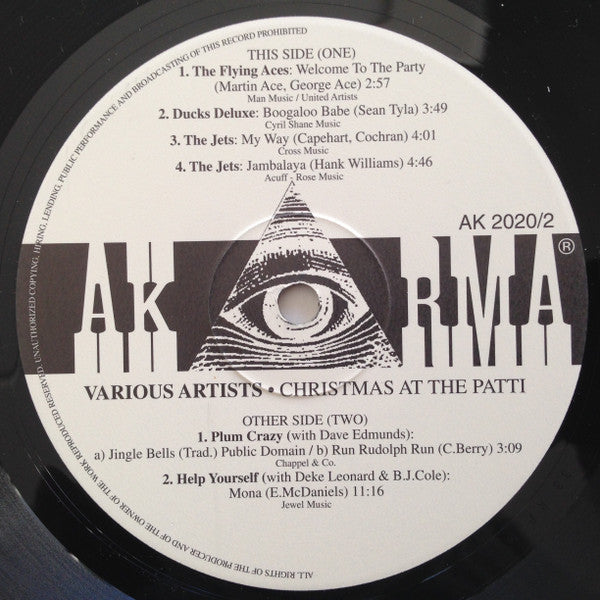 THIS SIDE (ONE)
1. The Flying Aces: Welcome To The Party
(Martin Ace, George Ace) 2:57
Man Music / United Artists
2. Ducks Deluxe: Boogaloo Babe (Sean Tyla) 3:49
Cyril Shane Music
3. The Jets: My Way (Capehart, Cochran) 4:01
Cross Music
4. The Jets: Jambalaya (Hank Williams) 4:46
Acuff - Rose Music
AK 2020/2
AK RMA ®
VARIOUS ARTISTS • CHRISTMAS AT THE PATTI
OTHER SIDE (TWO)
1. Plum Crazy (with Dave Edmunds):
a) Jingle Bells (Trad.) Public Domain / b) Run Rudolph Run (C.Berry) 3:09
Chappel & Co.
2. Help Yourself (with Deke Leonard & B.J.Cole):
Mona (E.McDaniels) 11:16
Jewel Music
ALL RIGHTS OF THE PRODUCER AND OF THE OWNER OF THE WORK REPRODUCED RESERVED. UNAUTHORIZED COPYING, HIRING, LENDING, PUBLIC PERFORMANCE AND BROADCASTING OF THIS RECORD PROHIBITED